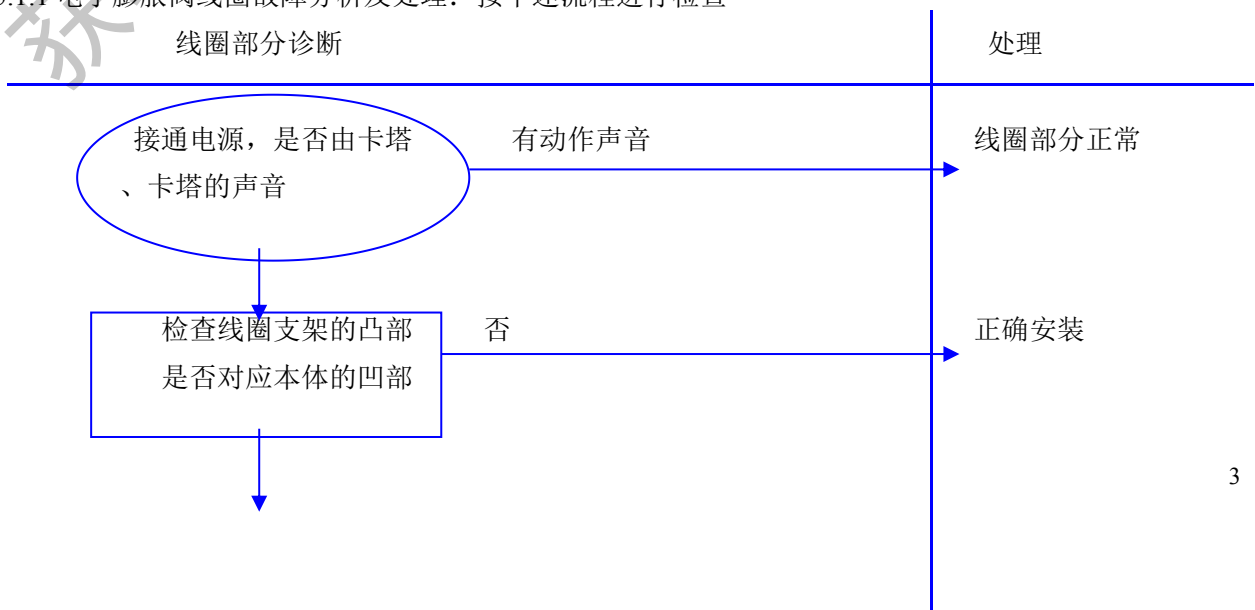 电子膨胀阀线圈故障分析及处理：按下述流程进行检查
线圈部分诊断
处理
接通电源，是否由卡塔
、卡塔的声音
有动作声音
线圈部分正常
检查线圈支架的凸部
是否对应本体的凹部
否
正确安装
3